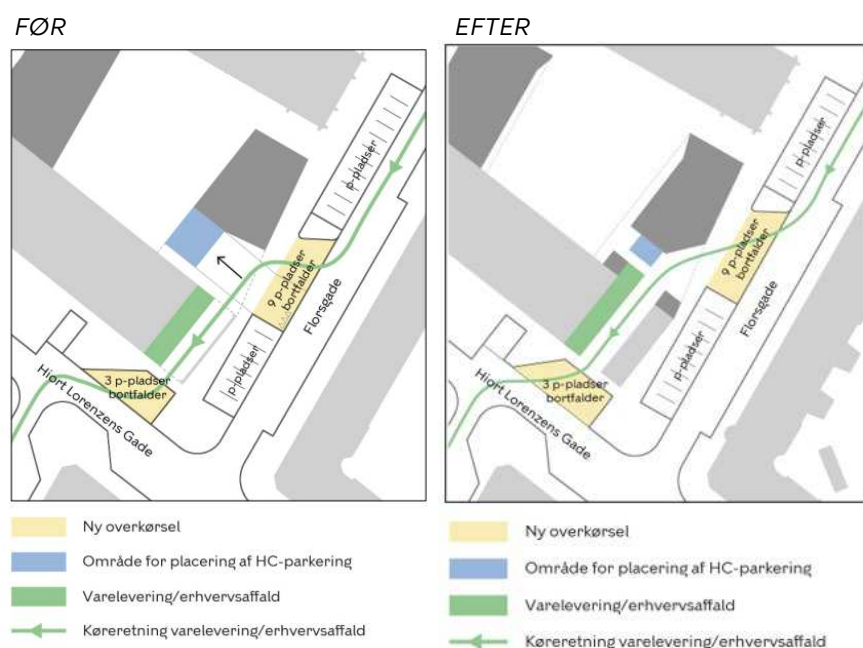 FØR
p-pladser
9 p-pladser
bortfalder
Florsgade
p-pladser
3 p-pladser
bortfalder
Hiort Lorenzens Gade
Ny overkørsel
Område for placering af HC-parkering
Varelevering/erhvervsaffald
Køreretning varelevering/erhvervsaffald
EFTER
p-pladser
9 p-pladser
bortfalder
Florsgade
p-pladser
3 p-pladser
bortfalder
Hiort Lorenzens Gade
Ny overkørsel
Område for placering af HC-parkering
Varelevering/erhvervsaffald
Køreretning varelevering/erhvervsaffald